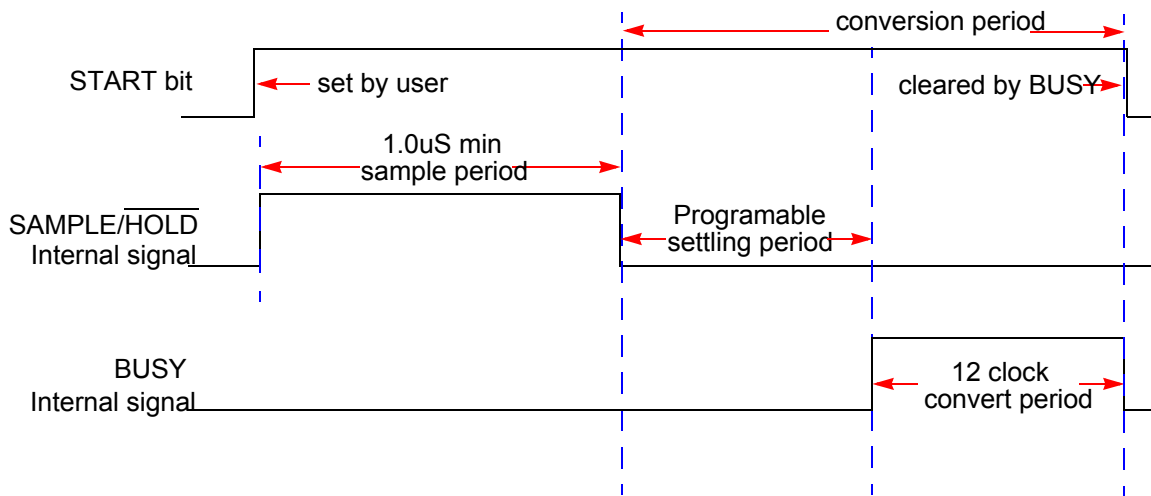 conversion period
START bit
set by user
cleared by BUSY
1.0uS min
sample period
SAMPLE/HOLD
Internal signal
Programable
settling period
BUSY
Internal signal
12 clock
convert period